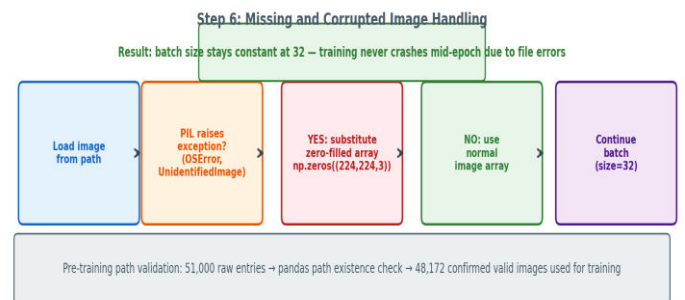 Step 6: Missing and Corrupted Image Handling
Result: batch size stays constant at 32 — training never crashes mid-epoch due to file errors
Load image
from path
PIL raises
exception?
(OSError,
UnidentifiedImage)
YES: substitute
zero-filled array
np.zeros((224,224,3))
NO: use
normal
image array
Continue
batch
(size=32)
Pre-training path validation: 51,000 raw entries → pandas path existence check → 48,172 confirmed valid images used for training